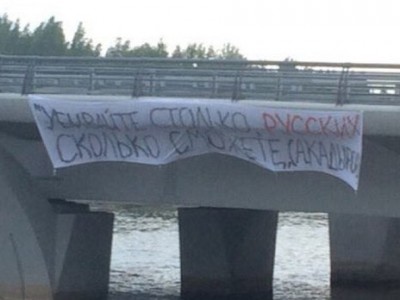 "УБИВАЙТЕ СТОЛЬКО РУССКИХ
СКОЛЬКО СМОЖЕТЕ" А.КАДЫРОВ